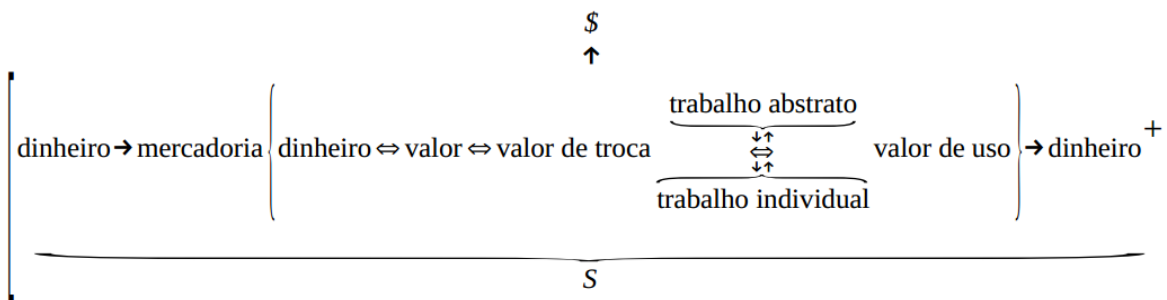 $
↑
trabalho abstrato
dinheiro→mercadoria{dinheiro⇔valor⇔valor de troca ↓↑⇔↓↑ valor de uso}→dinheiro⁺
trabalho individual
S